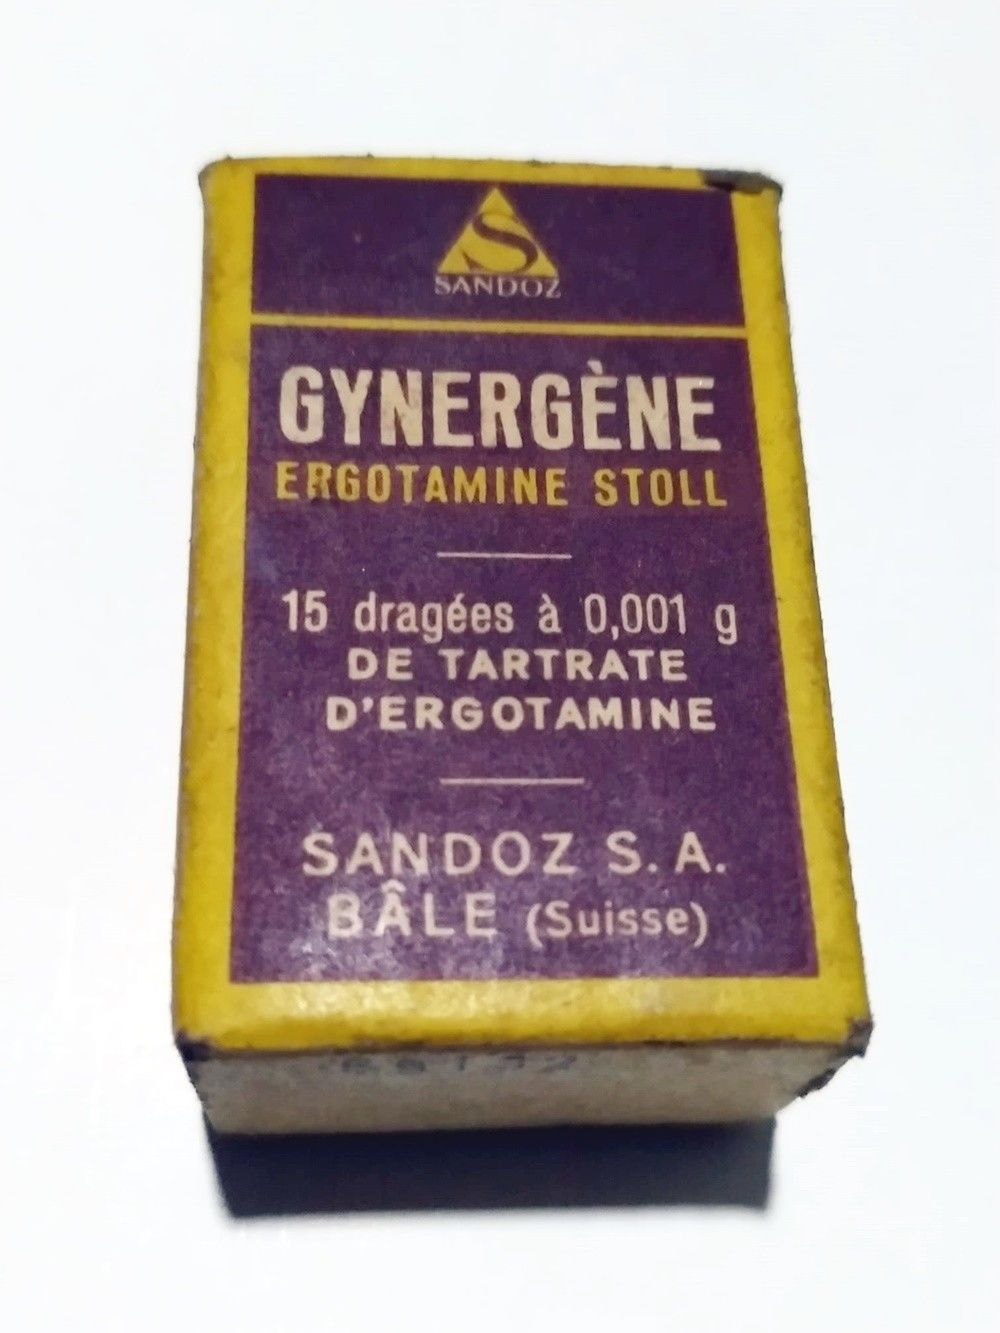 S
SANDOZ
GYNERGÈNE
ERGOTAMINE STOLL
15 dragées à 0,001 g
DE TARTRATE
D'ERGOTAMINE
SANDOZ S.A.
BÂLE (Suisse)